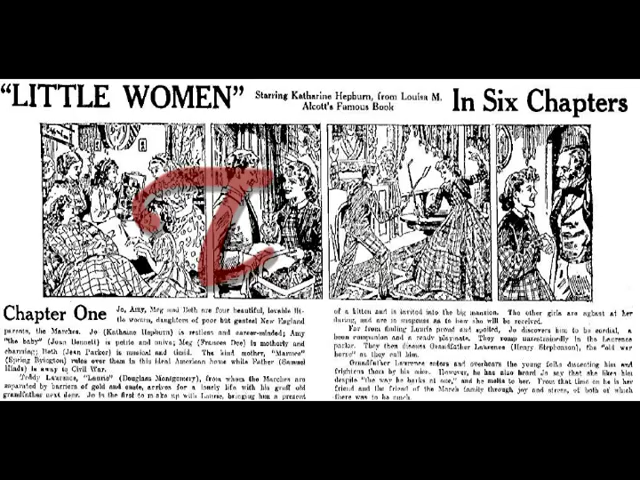 "LITTLE WOMEN"
Starring Katharine Hepburn, from Louisa M.
Alcott's Famous Book
In Six Chapters
Chapter One
Jo, Amy, Meg and Beth are four beautiful, lovable lit-
tle women, daughters of poor but genteel New England
parents, the Marches. Jo (Katharine Hepburn) is restless and career-minded; Amy
"the baby" (Joan Bennett) is petite and naive; Meg (Frances Dee) is motherly and
charming; Beth (Jean Parker) is musical and timid. The kind mother, "Marmee"
(Spring Byington) rules over them in this ideal American home while Father (Samuel
Hinds) is away in Civil War.
Teddy Laurence, "Laurie" (Douglass Montgomery), from whom the Marches are
separated by barriers of gold and caste, arrives for a lonely life with his gruff old
grandfather next door. Jo is the first to make up with Laurie, bringing him a present
of a kitten and is invited into the big mansion. The other girls are aghast at her
daring, and are in suspense as to how she will be received.
Far from finding Laurie proud and spoiled, Jo discovers him to be cordial, a
boon companion and a ready playmate. They romp unrestrainedly in the Laurence
parlor. They discuss Grandfather Laurence (Henry Stephenson), the "old war
horse" as they call him.
Grandfather Laurence enters and overhears the young folks discussing him and
frightens them by his mien. However, he has also heard Jo say that she likes him
despite "the way he barks at one," and he melts to her. From that time on he is her
friend and the friend of the March family through joy and stress, of both of which
there was to be much.